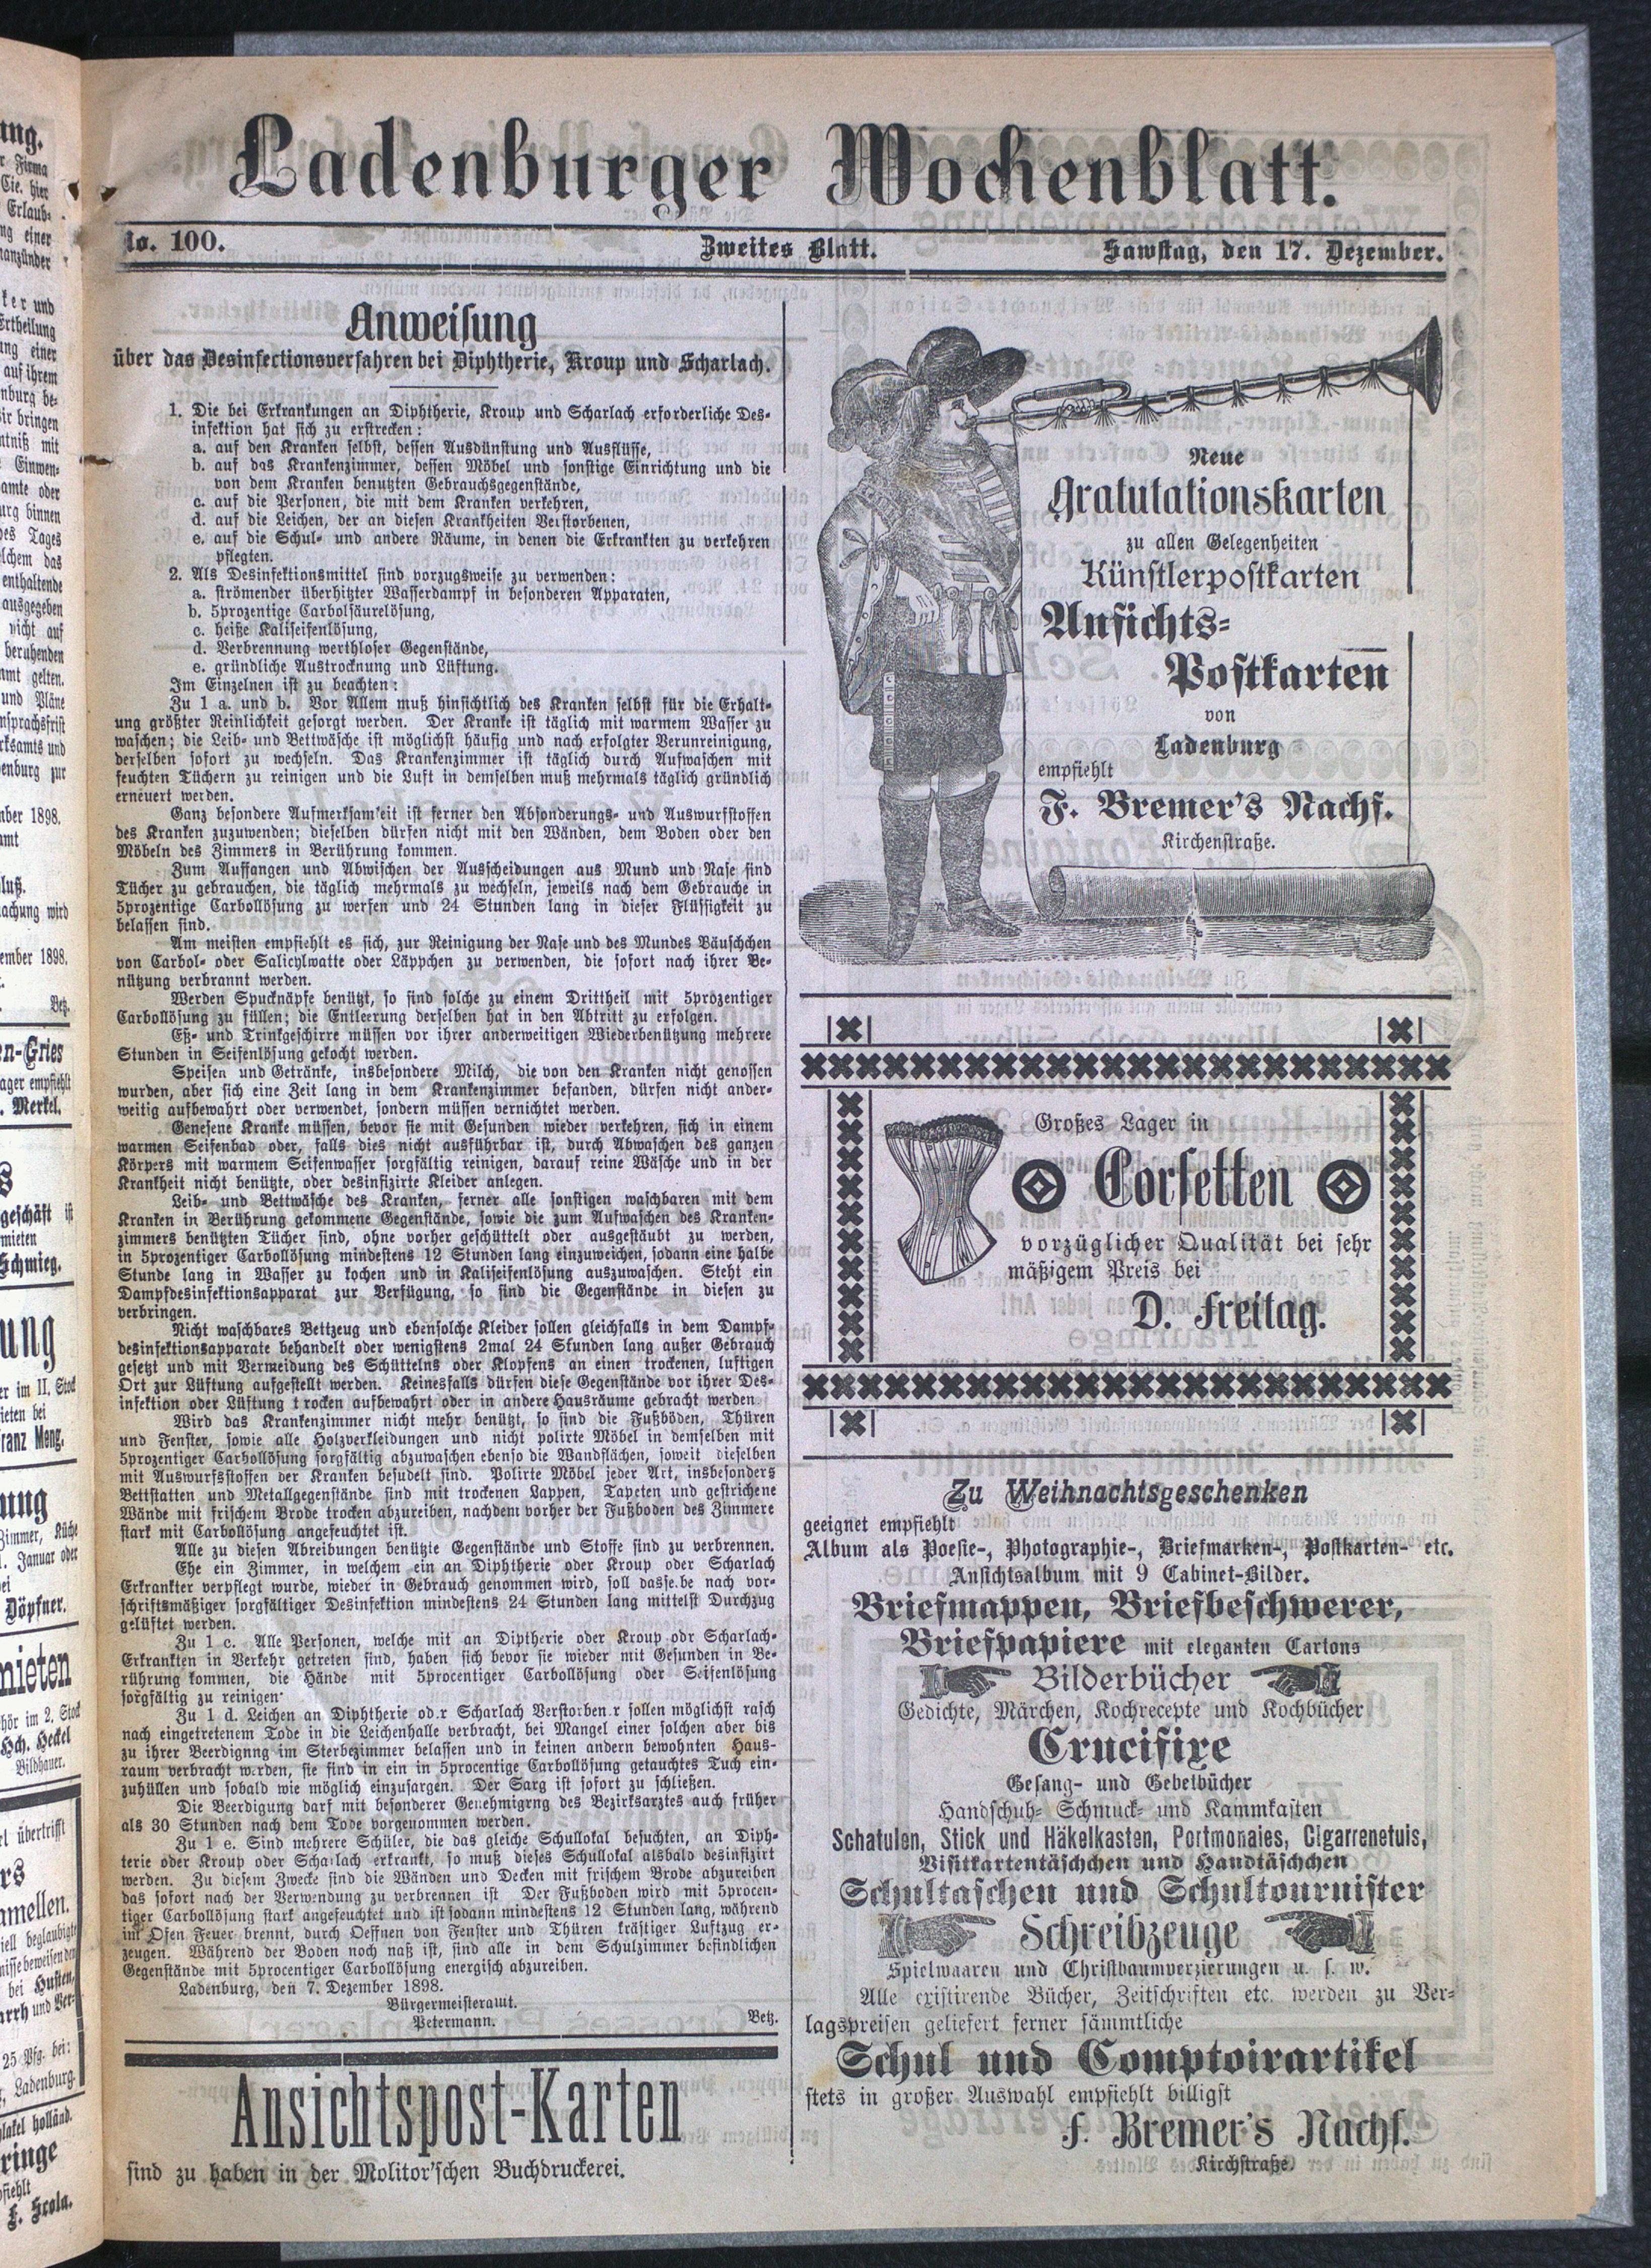 Ladenburger Wochenblatt.
No. 100.
Zweites Blatt.
Samstag, den 17. Dezember.
Anweisung
über das Desinfectionsverfahren bei Diphtherie, Kroup und Scharlach.
1. Die bei Erkrankungen an Diphtherie, Kroup und Scharlach erforderliche Des-
infektion hat sich zu erstrecken:
a. auf den Kranken selbst, dessen Ausdünstung und Ausflüsse,
b. auf das Krankenzimmer, dessen Möbel und sonstige Einrichtung und die
von dem Kranken benutzten Gebrauchsgegenstände,
c. auf die Personen, die mit dem Kranken verkehren,
d. auf die Leichen, der an diesen Krankheiten Verstorbenen,
e. auf die Schul- und andere Räume, in denen die Erkrankten zu verkehren
pflegten.
2. Als Desinfektionsmittel sind vorzugsweise zu verwenden:
a. strömender überhitzter Wasserdampf in besonderen Apparaten,
b. 5prozentige Carbolsäurelösung,
c. heiße Kaliseifenlösung,
d. Verbrennung werthloser Gegenstände,
e. gründliche Austrocknung und Lüftung.
Im Einzelnen ist zu beachten:
Zu 1 a. und b. Vor Allem muß hinsichtlich des Kranken selbst für die Erhalt-
ung größter Reinlichkeit gesorgt werden. Der Kranke ist täglich mit warmem Wasser zu
waschen; die Leib- und Bettwäsche ist möglichst häufig und nach erfolgter Verunreinigung,
derselben sofort zu wechseln. Das Krankenzimmer ist täglich durch Aufwaschen mit
feuchten Tüchern zu reinigen und die Luft in demselben muß mehrmals täglich gründlich
erneuert werden.
Ganz besondere Aufmerksam'eit ist ferner den Absonderungs- und Auswurfstoffen
des Kranken zuzuwenden; dieselben dürfen nicht mit den Wänden, dem Boden oder den
Möbeln des Zimmers in Berührung kommen.
Zum Auffangen und Abwischen der Ausscheidungen aus Mund und Nase sind
Tücher zu gebrauchen, die täglich mehrmals zu wechseln, jeweils nach dem Gebrauche in
5prozentige Carbollösung zu werfen und 24 Stunden lang in dieser Flüssigkeit zu
belassen sind.
Am meisten empfiehlt es sich, zur Reinigung der Nase und des Mundes Bäuschchen
von Carbol- oder Salicylwatte oder Läppchen zu verwenden, die sofort nach ihrer Be-
nützung verbrannt werden.
Werden Spucknäpfe benützt, so sind solche zu einem Drittheil mit 5prozentiger
Carbollösung zu füllen; die Entleerung derselben hat in den Abtritt zu erfolgen.
Eß- und Trinkgeschirre müssen vor ihrer anderweitigen Wiederbenützung mehrere
Stunden in Seifenlösung gekocht werden.
Speisen und Getränke, insbesondere Milch, die von den Kranken nicht genossen
wurden, aber sich eine Zeit lang in dem Krankenzimmer befanden, dürfen nicht ander-
weitig aufbewahrt oder verwendet, sondern müssen vernichtet werden.
Genesene Kranke müssen, bevor sie mit Gesunden wieder verkehren, sich in einem
warmen Seifenbad oder, falls dies nicht ausführbar ist, durch Abwaschen des ganzen
Körpers mit warmem Seifenwasser sorgfältig reinigen, darauf reine Wäsche und in der
Krankheit nicht benützte, oder desinfizirte Kleider anlegen.
Leib- und Bettwäsche des Kranken, ferner alle sonstigen waschbaren mit dem
Kranken in Berührung gekommene Gegenstände, sowie die zum Aufwaschen des Kranken-
zimmers benützten Tücher sind, ohne vorher geschüttelt oder ausgestäubt zu werden,
in 5prozentiger Carbollösung mindestens 12 Stunden lang einzuweichen, sodann eine halbe
Stunde lang in Wasser zu kochen und in Kaliseifenlösung auszuwaschen. Steht ein
Dampfdesinfektionsapparat zur Verfügung, so sind die Gegenstände in diesen zu
verbringen.
Nicht waschbares Bettzeug und ebensolche Kleider sollen gleichfalls in dem Dampf-
desinfektionsapparate behandelt oder wenigstens 2mal 24 Stunden lang außer Gebrauch
gesetzt und mit Vermeidung des Schüttelns oder Klopfens an einen trockenen, luftigen
Ort zur Lüftung aufgestellt werden. Keinesfalls dürfen diese Gegenstände vor ihrer Des-
infektion oder Lüftung trocken aufbewahrt oder in andere Hausräume gebracht werden
Wird das Krankenzimmer nicht mehr benützt, so sind die Fußböden, Thüren
und Fenster, sowie alle Holzverkleidungen und nicht polirte Möbel in demselben mit
5prozentiger Carbollösung sorgfältig abzuwaschen ebenso die Wandflächen, soweit dieselben
mit Auswurfsstoffen der Kranken besudelt sind. Polirte Möbel jeder Art, insbesonders
Bettstatten und Metallgegenstände sind mit trockenen Lappen, Tapeten und gestrichene
Wände mit frischem Brode trocken abzureiben, nachdem vorher der Fußboden des Zimmers
stark mit Carbollösung angefeuchtet ist.
Alle zu diesen Abreibungen benützte Gegenstände und Stoffe sind zu verbrennen.
Ehe ein Zimmer, in welchem ein an Diphtherie oder Kroup oder Scharlach
Erkrankter verpflegt wurde, wieder in Gebrauch genommen wird, soll dasse.be nach vor-
schriftsmäßiger sorgfältiger Desinfektion mindestens 24 Stunden lang mittelst Durchzug
gelüftet werden.
Zu 1 c. Alle Personen, welche mit an Diptherie oder Kroup odr Scharlach-
Erkrankten in Verkehr getreten sind, haben sich bevor sie wieder mit Gesunden in Be-
rührung kommen, die Hände mit 5procentiger Carbollösung oder Seifenlösung
sorgfältig zu reinigen.
Zu 1 d. Leichen an Diphtherie od.r Scharlach Verstorben.r sollen möglichst rasch
nach eingetretenem Tode in die Leichenhalle verbracht, bei Mangel einer solchen aber bis
zu ihrer Beerdignng im Sterbezimmer belassen und in keinen andern bewohnten Haus-
raum verbracht w.rden, sie sind in ein in 5procentige Carbollösung getauchtes Tuch ein-
zuhüllen und sobald wie möglich einzusargen. Der Sarg ist sofort zu schließen.
Die Beerdigung darf mit besonderer Genehmigrng des Bezirksarztes auch früher
als 30 Stunden nach dem Tode vorgenommen werden.
Zu 1 e. Sind mehrere Schüler, die das gleiche Schullokal besuchten, an Diph-
terie oder Kroup oder Scharlach erkrankt, so muß dieses Schullokal alsbald desinfizirt
werden. Zu diesem Zwecke sind die Wänden und Decken mit frischem Brode abzureiben
das sofort nach der Verwendung zu verbrennen ist Der Fußboden wird mit 5procen-
tiger Carbollösung stark angefeuchtet und ist sodann mindestens 12 Stunden lang, während
im Ofen Feuer brennt, durch Oeffnen von Fenster und Thüren kräftiger Luftzug er-
zeugen. Während der Boden noch naß ist, sind alle in dem Schulzimmer befindlichen
Gegenstände mit 5procentiger Carbollösung energisch abzureiben.
Ladenburg, den 7. Dezember 1898.
Bürgermeisteramt.
Petermann.
Betz.
Ansichtspost-Karten
sind zu haben in der Molitor'schen Buchdruckerei.
Neue
Gratutationskarten
zu allen Gelegenheiten
Künstlerpostkarten
Ansichts-
Postkarten
von
Ladenburg
empfiehlt
F. Bremer's Nachf.
Kirchenstraße.
Großes Lager in
Corsetten
vorzüglicher Qualität bei sehr
mäßigem Preis bei
D. Freitag.
Zu Weihnachtsgeschenken
geeignet empfiehlt
Album als Poesie-, Photographie-, Briefmarken-, Postkarten- etc.
Ansichtsalbum mit 9 Cabinet-Bilder.
Briefmappen, Briefbeschwerer,
Briefpapiere mit eleganten Cartons
Bilderbücher
Gedichte, Märchen, Kochrecepte und Kochbücher
Crucifixe
Gesang- und Gebetbücher
Handschuh- Schmuck- und Kammkasten
Schatulen, Stick und Häkelkasten, Portmonaies, Cigarrenetuis,
Visitkartentäschchen und Handtäschchen
Schultaschen und Schultournister
Schreibzeuge
Spielwaaren und Christbaumverzierungen u. s. w.
Alle existirende Bücher, Zeitschriften etc. werden zu Ver-
lagspreisen geliefert ferner sämmtliche
Schul und Comptoirartikel
stets in großer Auswahl empfiehlt billigst
F. Bremer's Nachf.
Kirchstraße.